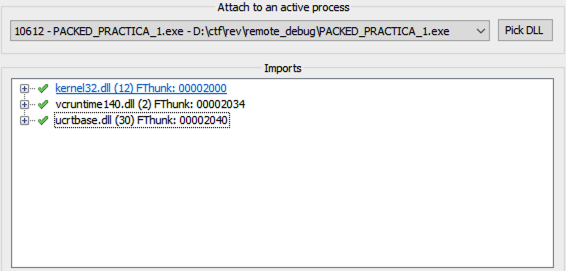 Attach to an active process
10612 - PACKED_PRACTICA_1.exe - D:\ctf\rev\remote_debug\PACKED_PRACTICA_1.exe Pick DLL
Imports
kernel32.dll (12) FThunk: 00002000
vcruntime140.dll (2) FThunk: 00002034
ucrtbase.dll (30) FThunk: 00002040